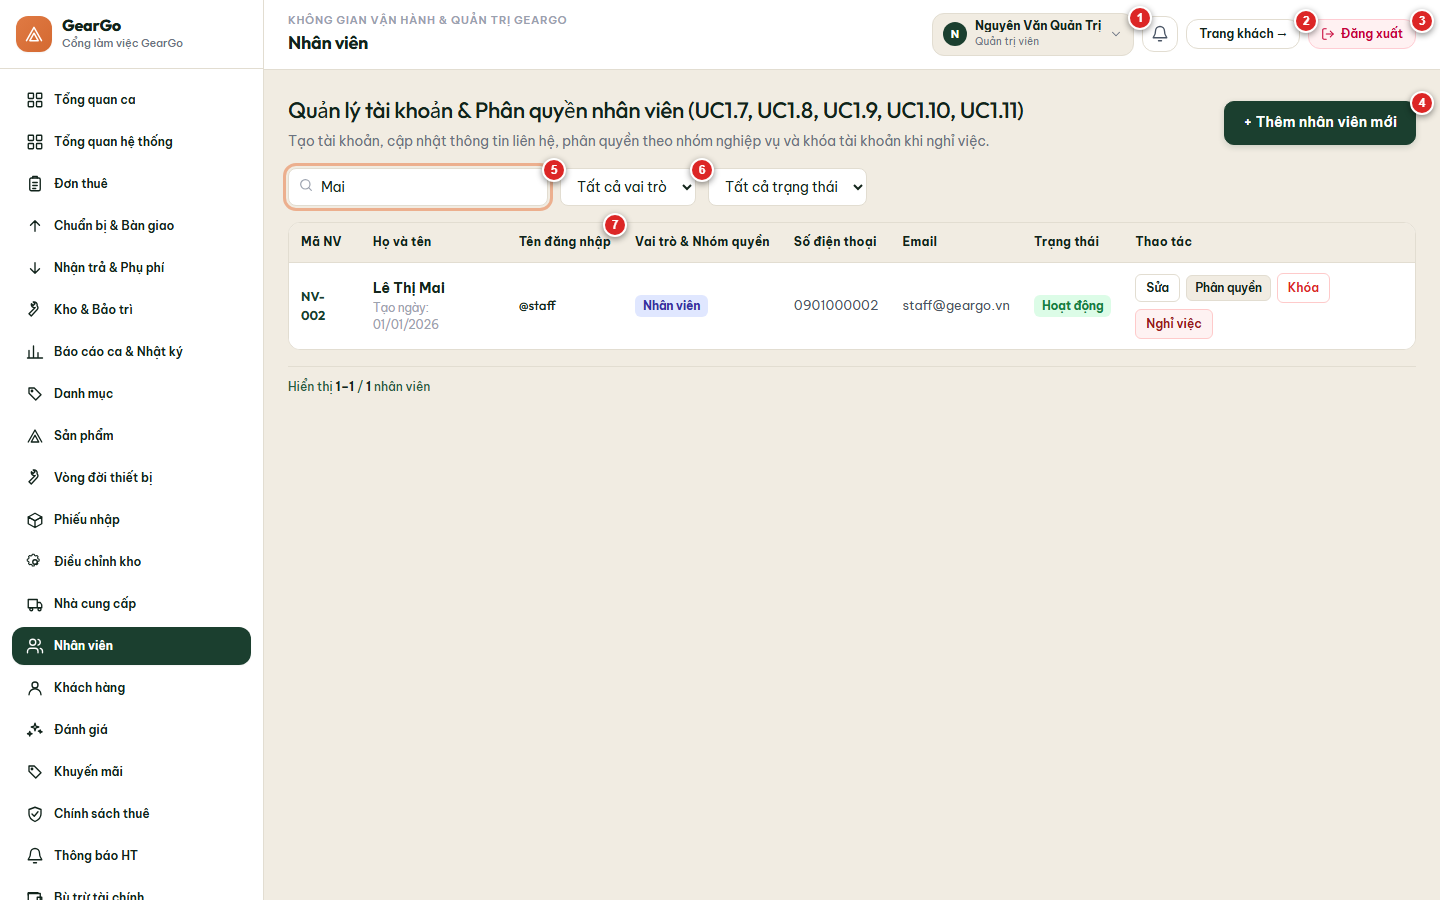 GearGo
Cổng làm việc GearGo
KHÔNG GIAN VẬN HÀNH & QUẢN TRỊ GEARGO
Nhân viên
N
Nguyễn Văn Quản Trị
Quản trị viên
1
Trang khách →
2
Đăng xuất
3
Tổng quan ca
Tổng quan hệ thống
Đơn thuê
Chuẩn bị & Bàn giao
Nhận trả & Phụ phí
Kho & Bảo trì
Báo cáo ca & Nhật ký
Danh mục
Sản phẩm
Vòng đời thiết bị
Phiếu nhập
Điều chỉnh kho
Nhà cung cấp
Nhân viên
Khách hàng
Đánh giá
Khuyến mãi
Chính sách thuê
Thông báo HT
Bù trừ tài chính
Quản lý tài khoản & Phân quyền nhân viên (UC1.7, UC1.8, UC1.9, UC1.10, UC1.11)
Tạo tài khoản, cập nhật thông tin liên hệ, phân quyền theo nhóm nghiệp vụ và khóa tài khoản khi nghỉ việc.
+ Thêm nhân viên mới
4
Mai
5
Tất cả vai trò
6
Tất cả trạng thái
7
Mã NV
Họ và tên
Tên đăng nhập
Vai trò & Nhóm quyền
Số điện thoại
Email
Trạng thái
Thao tác
NV-
002
Lê Thị Mai
Tạo ngày:
01/01/2026
@staff
Nhân viên
0901000002
staff@geargo.vn
Hoạt động
Sửa
Phân quyền
Khóa
Nghỉ việc
Hiển thị 1–1 / 1 nhân viên